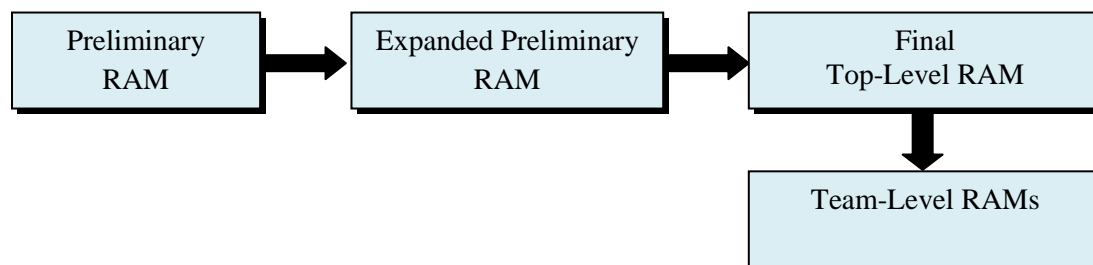 Preliminary
RAM
Expanded Preliminary
RAM
Final
Top-Level RAM
Team-Level RAMs